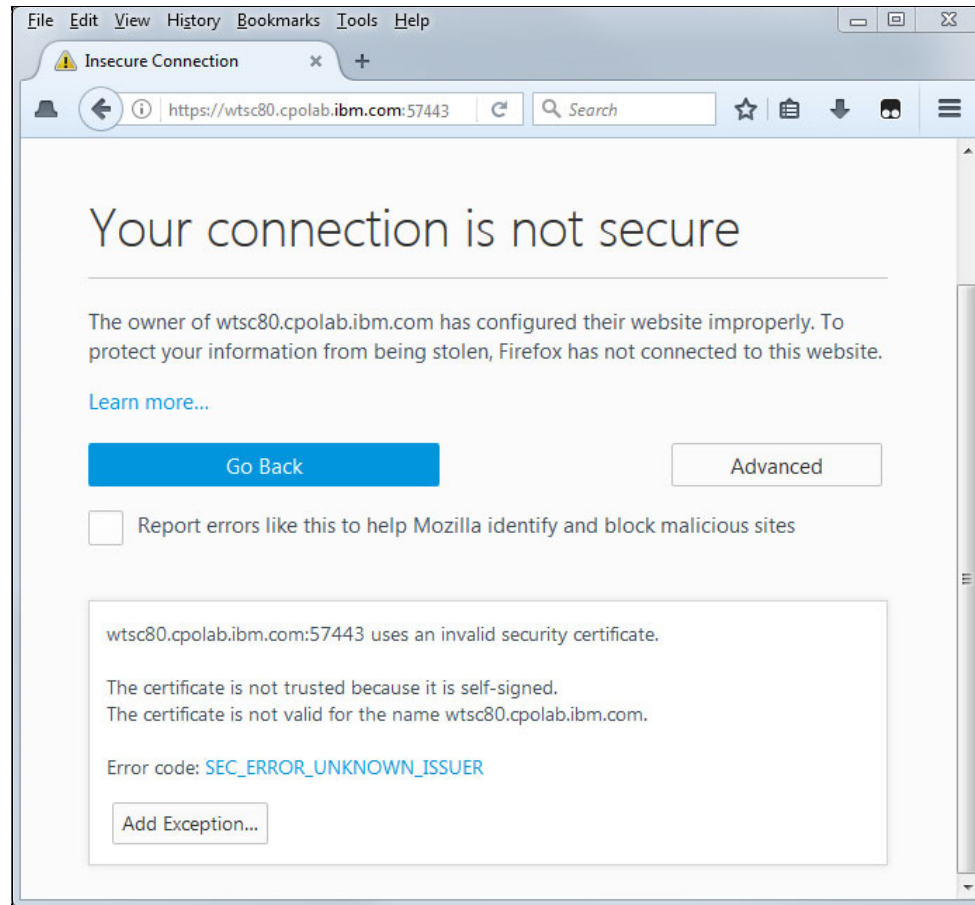 File Edit View History Bookmarks Tools Help
Insecure Connection
https://wtsc80.cpolab.ibm.com:57443 Search
Your connection is not secure
The owner of wtsc80.cpolab.ibm.com has configured their website improperly. To
protect your information from being stolen, Firefox has not connected to this website.
Learn more...
Go Back Advanced
Report errors like this to help Mozilla identify and block malicious sites
wtsc80.cpolab.ibm.com:57443 uses an invalid security certificate.
The certificate is not trusted because it is self-signed.
The certificate is not valid for the name wtsc80.cpolab.ibm.com.
Error code: SEC_ERROR_UNKNOWN_ISSUER
Add Exception...